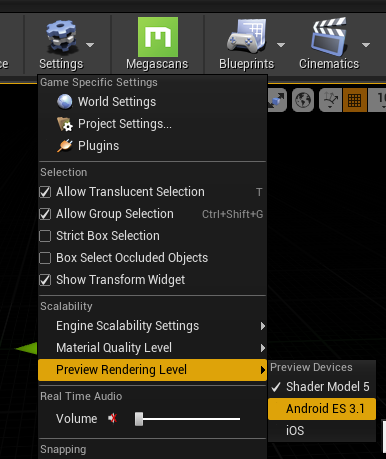 Settings
Megascans
Blueprints
Cinematics
Game Specific Settings
World Settings
Project Settings...
Plugins
Selection
Allow Translucent Selection T
Allow Group Selection Ctrl+Shift+G
Strict Box Selection
Box Select Occluded Objects
Show Transform Widget
Scalability
Engine Scalability Settings
Material Quality Level
Preview Rendering Level
Preview Devices
Shader Model 5
Android ES 3.1
iOS
Real Time Audio
Volume
Snapping